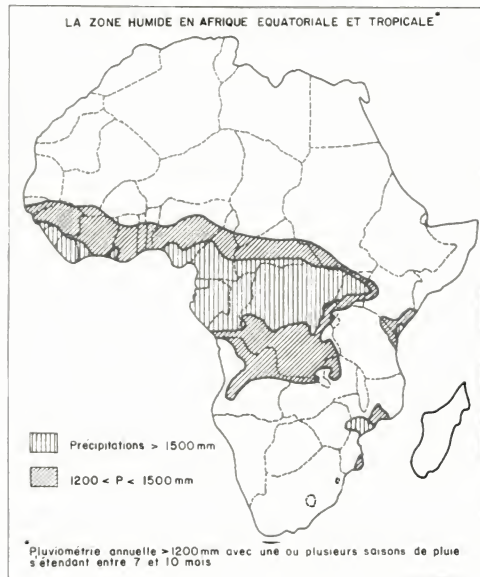 LA ZONE HUMIDE EN AFRIQUE EQUATORIALE ET TROPICALE*
Précipitations > 1500 mm
1200 < P < 1500 mm
*Pluviométrie annuelle >1200 mm avec une ou plusieurs saisons de pluie
s'étendant entre 7 et 10 mois